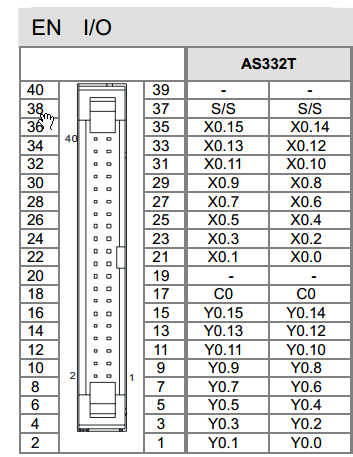 EN I/O
AS332T
40 39 - -
38 37 S/S S/S
36 35 X0.15 X0.14
40
34 33 X0.13 X0.12
32 31 X0.11 X0.10
30 29 X0.9 X0.8
28 27 X0.7 X0.6
26 25 X0.5 X0.4
24 23 X0.3 X0.2
22 21 X0.1 X0.0
20 19 - -
18 17 C0 C0
16 15 Y0.15 Y0.14
14 13 Y0.13 Y0.12
12 11 Y0.11 Y0.10
10 9 Y0.9 Y0.8
2 1
8 7 Y0.7 Y0.6
6 5 Y0.5 Y0.4
4 3 Y0.3 Y0.2
2 1 Y0.1 Y0.0